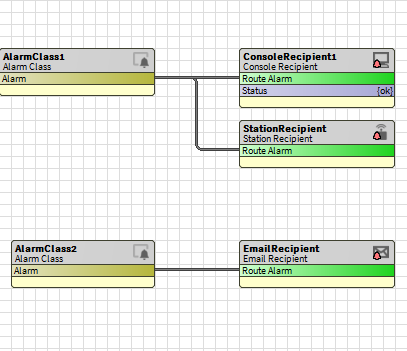 AlarmClass1
Alarm Class
Alarm
ConsoleRecipient1
Console Recipient
Route Alarm
Status {ok}
StationRecipient
Station Recipient
Route Alarm
AlarmClass2
Alarm Class
Alarm
EmailRecipient
Email Recipient
Route Alarm